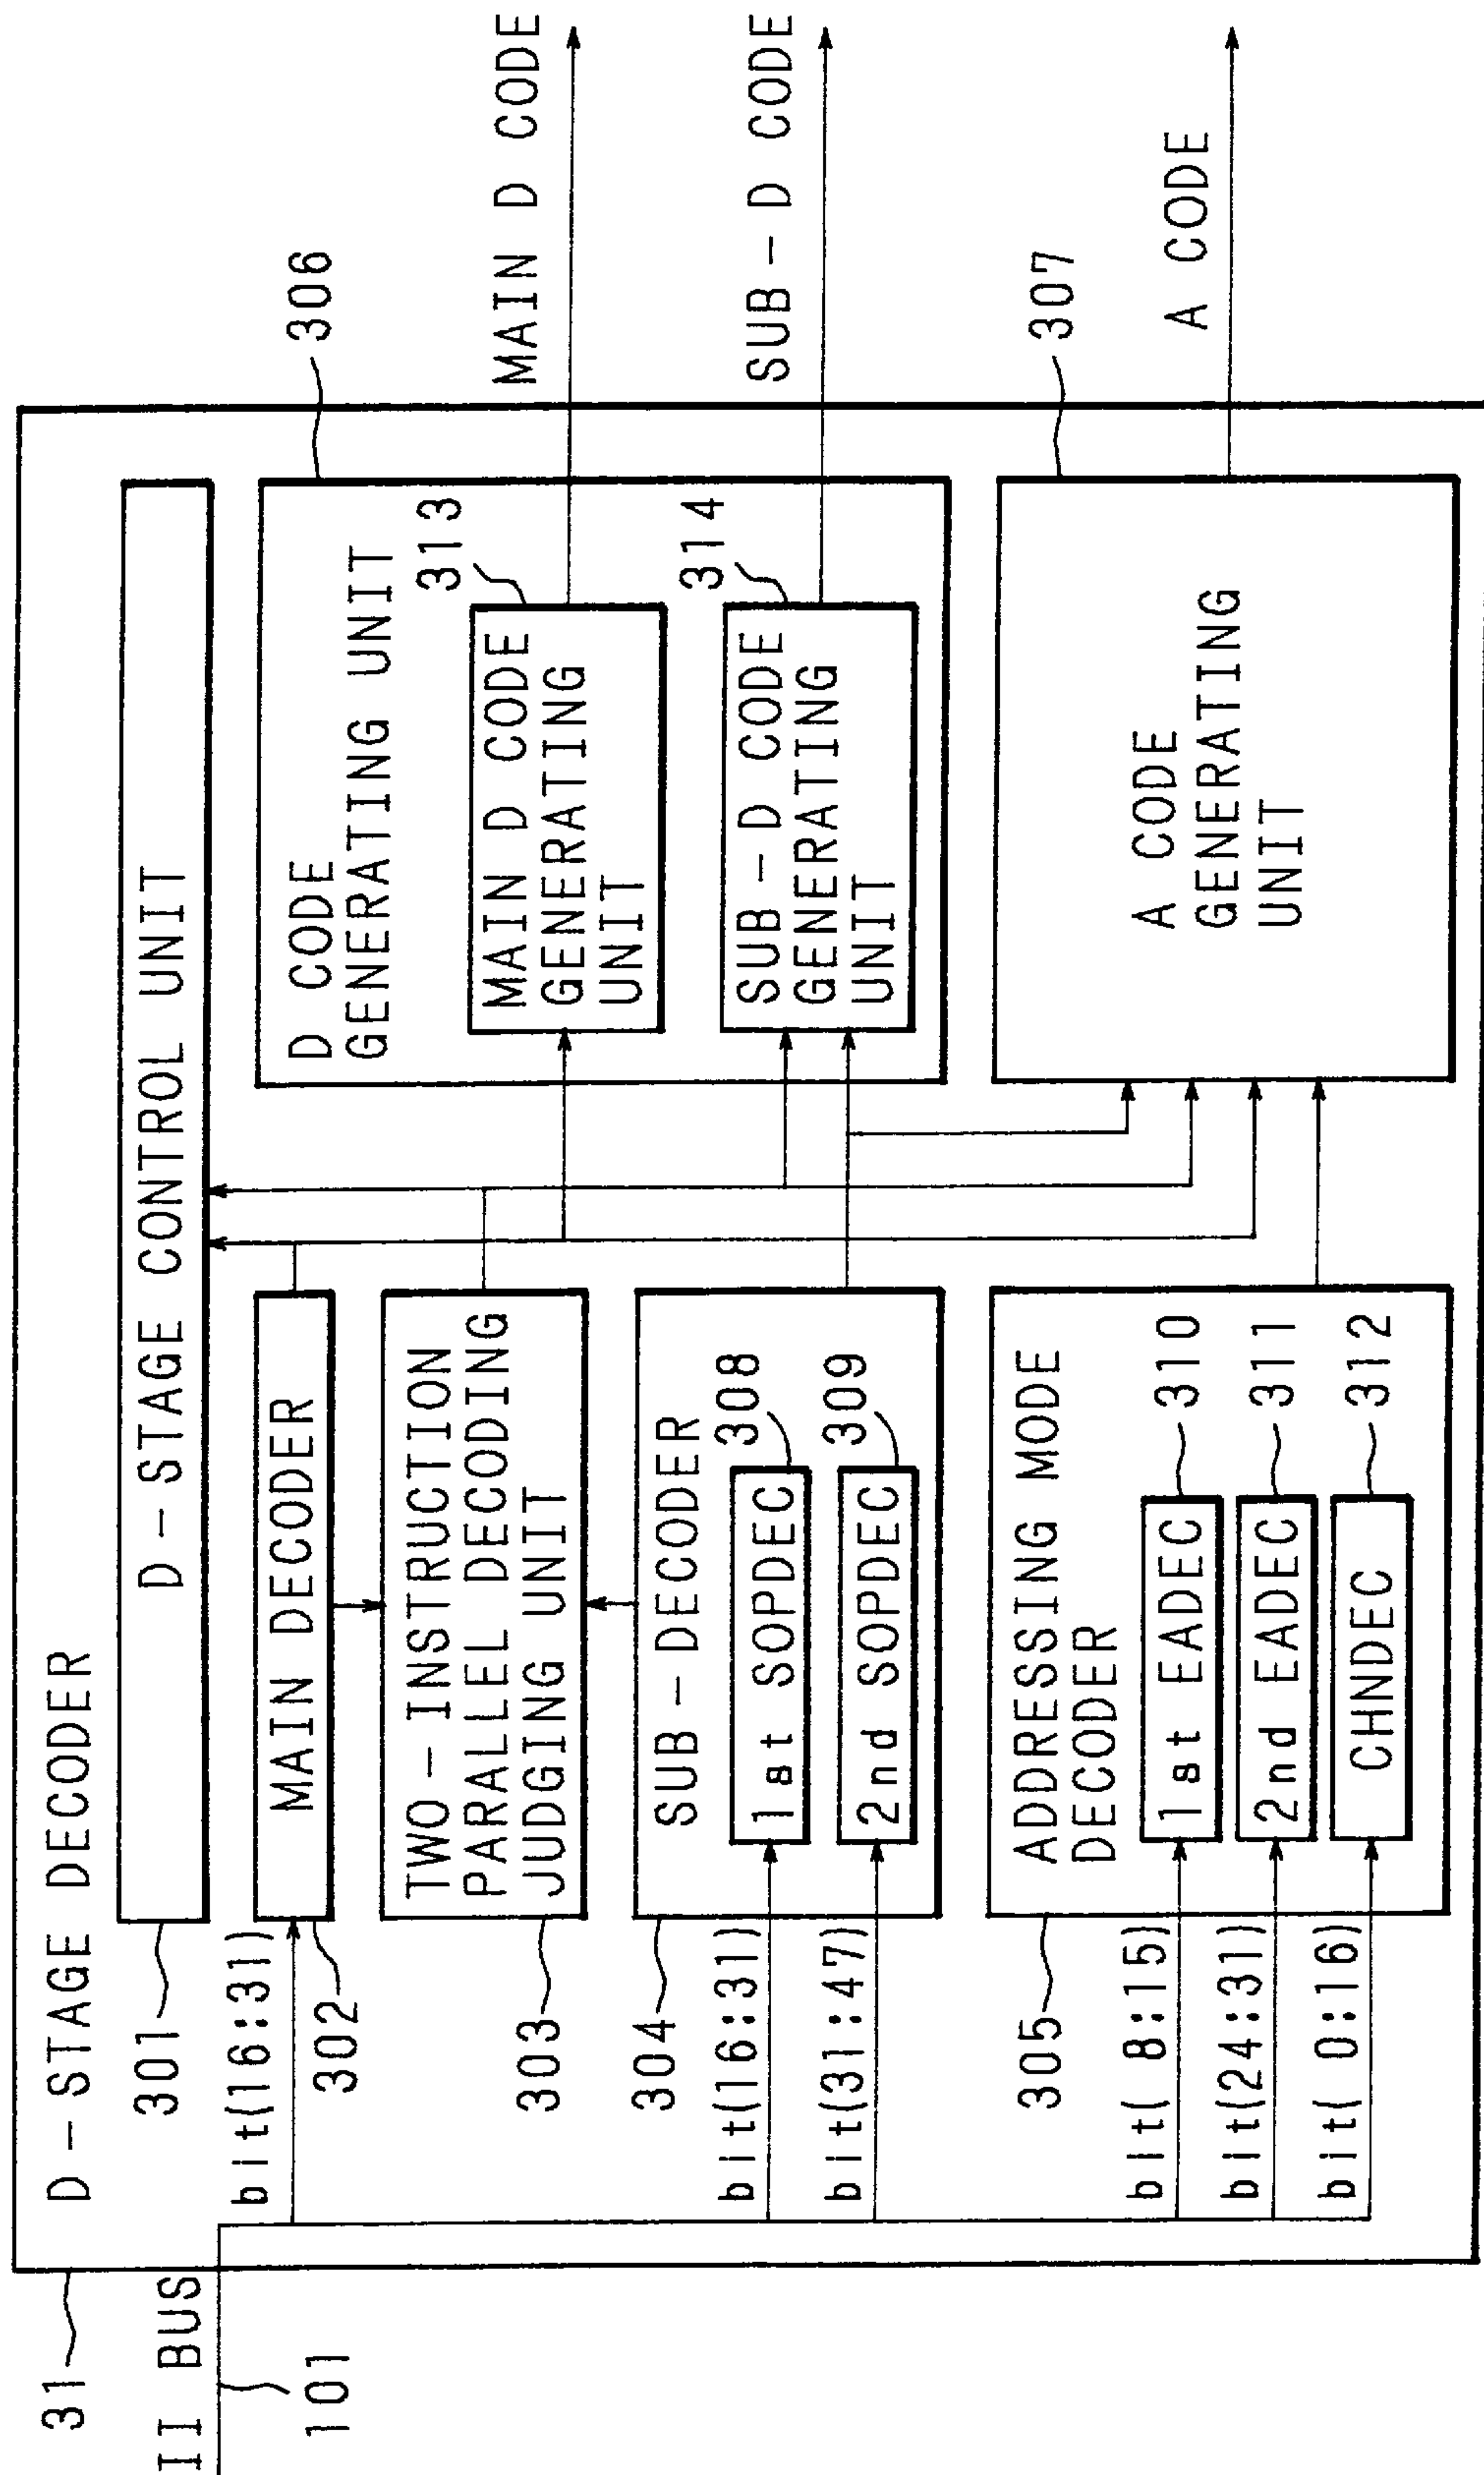 D-STAGE DECODER
31
II BUS
101
301
D-STAGE CONTROL UNIT
bit(16:31)
302
MAIN DECODER
303
TWO-INSTRUCTION
PARALLEL DECODING
JUDGING UNIT
304
SUB-DECODER
bit(16:31)
1st SOPDEC
308
bit(31:47)
2nd SOPDEC
309
305
ADDRESSING MODE
DECODER
bit( 8:15)
1st EADEC
310
bit(24:31)
2nd EADEC
311
bit( 0:16)
CHNDEC
312
D CODE
GENERATING UNIT
306
MAIN D CODE
GENERATING
UNIT
313
MAIN D CODE
SUB-D CODE
GENERATING
UNIT
314
SUB-D CODE
A CODE
GENERATING
UNIT
307
A CODE